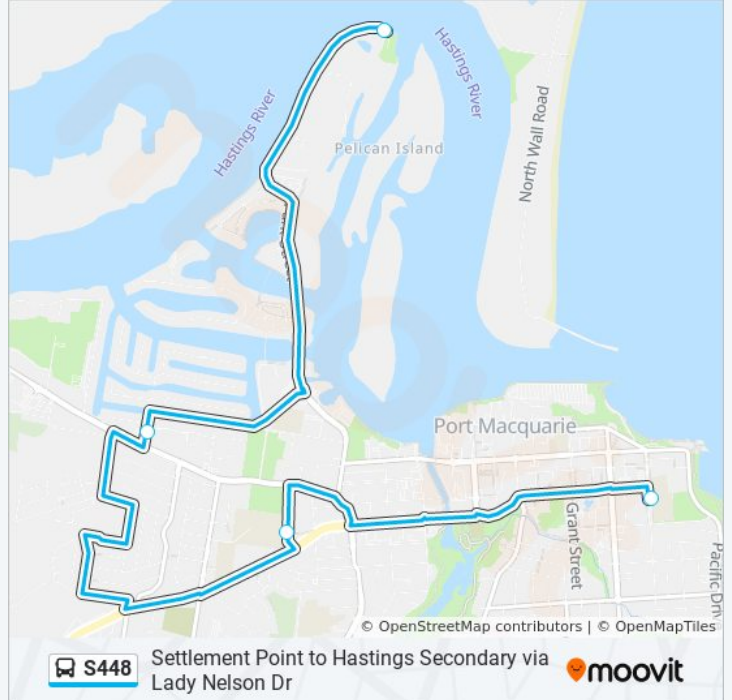 Hastings River
Hastings River
Pelican Island
North Wall Road
Port Macquarie
Grant Street
Pacific Driv
© OpenStreetMap contributors | © OpenMapTiles
S448
Settlement Point to Hastings Secondary via
Lady Nelson Dr
moovit